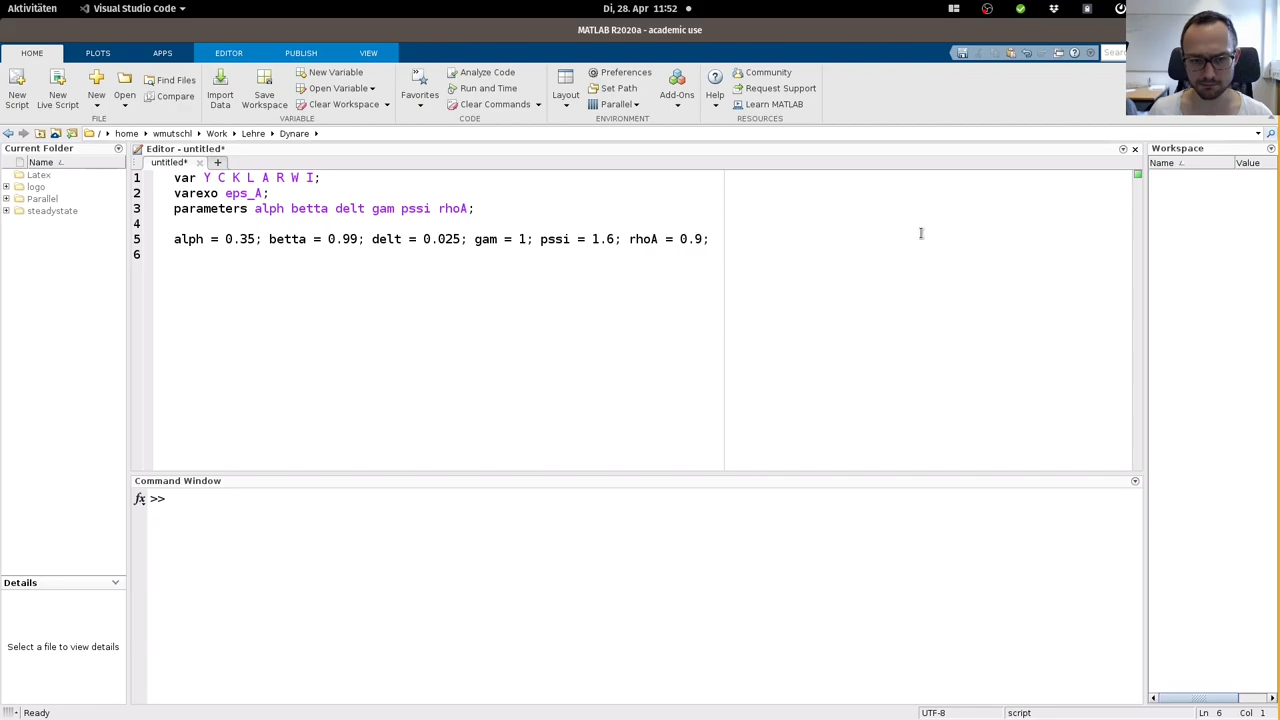 Aktivitäten
Visual Studio Code
Di, 28. Apr 11:52
MATLAB R2020a - academic use
HOME PLOTS APPS EDITOR PUBLISH VIEW
New Script
New Live Script
New
Open
Find Files
Compare
Import Data
Save Workspace
New Variable
Open Variable
Clear Workspace
Favorites
Analyze Code
Run and Time
Clear Commands
Layout
Preferences
Set Path
Parallel
Add-Ons
Help
Community
Request Support
Learn MATLAB
FILE VARIABLE CODE ENVIRONMENT RESOURCES
/ home wmutschl Work Lehre Dynare
Current Folder
Name
Latex
logo
Parallel
steadystate
Details
Select a file to view details
Editor - untitled*
untitled*
1 var Y C K L A R W I;
2 varexo eps_A;
3 parameters alph betta delt gam pssi rhoA;
4
5 alph = 0.35; betta = 0.99; delt = 0.025; gam = 1; pssi = 1.6; rhoA = 0.9;
6
Command Window
fx >>
Workspace
Name Value
Ready
UTF-8 script Ln 6 Col 1